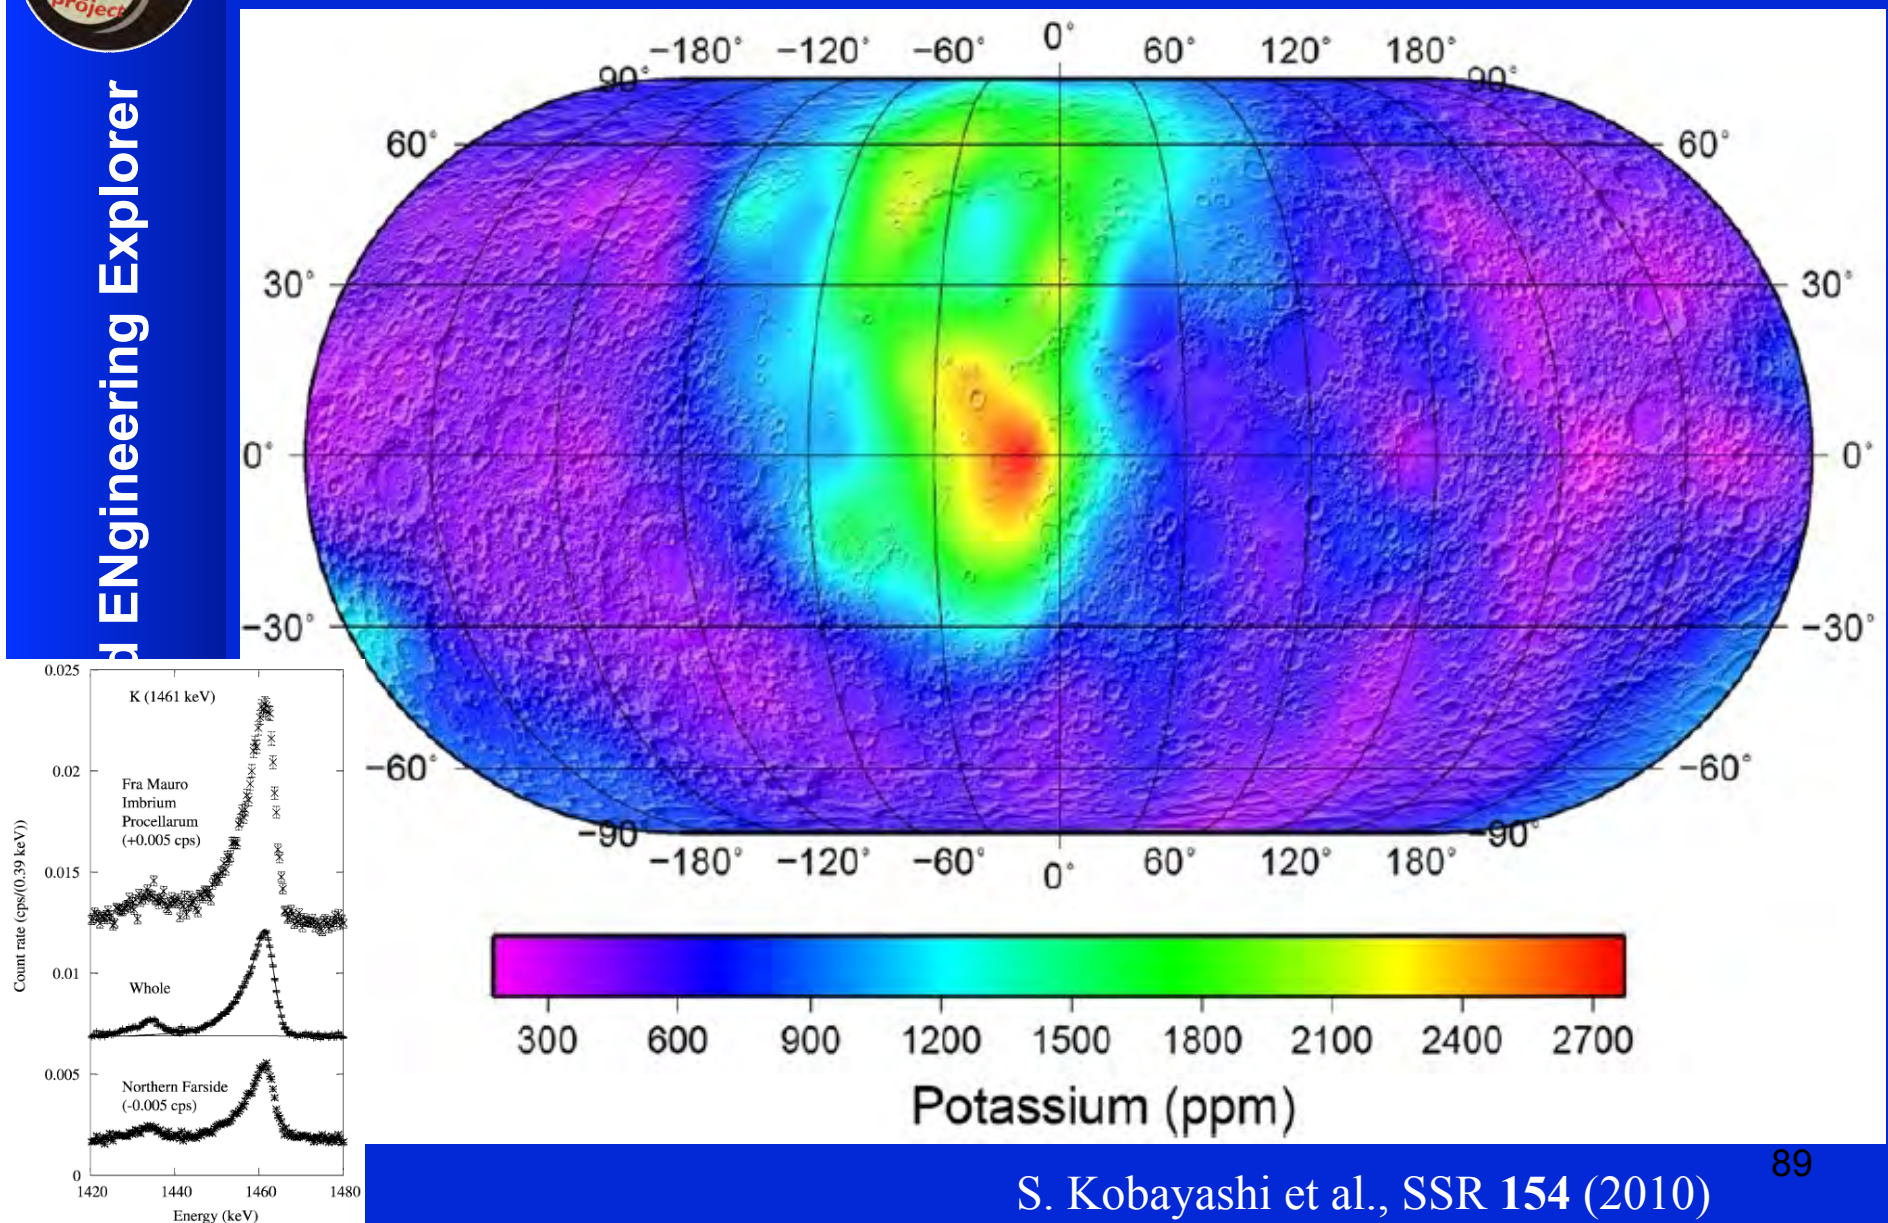 project
d ENgineering Explorer
−180° −120° −60° 0° 60° 120° 180°
90° 90°
60° 60°
30° 30°
0° 0°
−30° −30°
−60° −60°
−90 −90°
−180° −120° −60° 0° 60° 120° 180°
300 600 900 1200 1500 1800 2100 2400 2700
Potassium (ppm)
0.025
0.02
0.015
0.01
0.005
0
K (1461 keV)
Fra Mauro
Imbrium
Procellarum
(+0.005 cps)
Whole
Northern Farside
(-0.005 cps)
Count rate (cps/(0.39 keV))
1420 1440 1460 1480
Energy (keV)
89
S. Kobayashi et al., SSR 154 (2010)